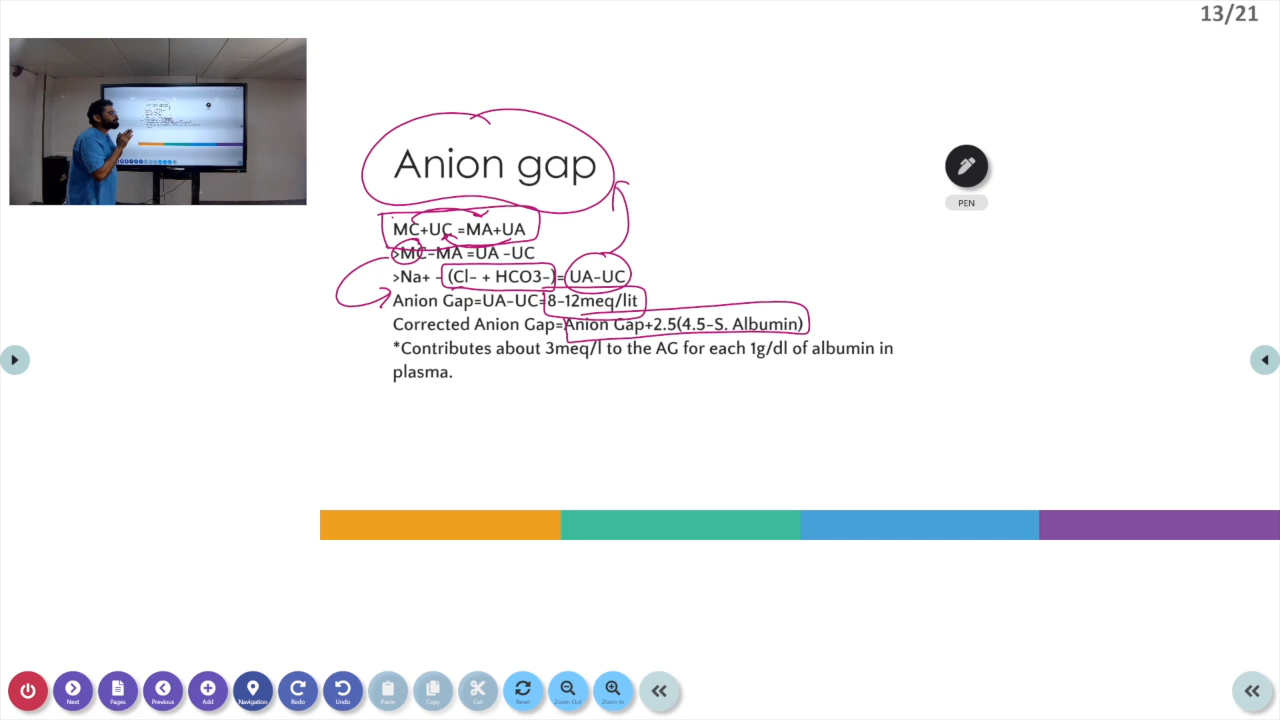 13/21
Anion gap
PEN
MC+UC =MA+UA
>MC-MA =UA -UC
>Na+ - (Cl- + HCO3-)= UA-UC
Anion Gap=UA-UC=8-12meq/lit
Corrected Anion Gap=Anion Gap+2.5(4.5-S. Albumin)
*Contributes about 3meq/l to the AG for each 1g/dl of albumin in
plasma.
Next Pages Previous Add Navigation Redo Undo Paste Copy Cut Reset Zoom Out Zoom In